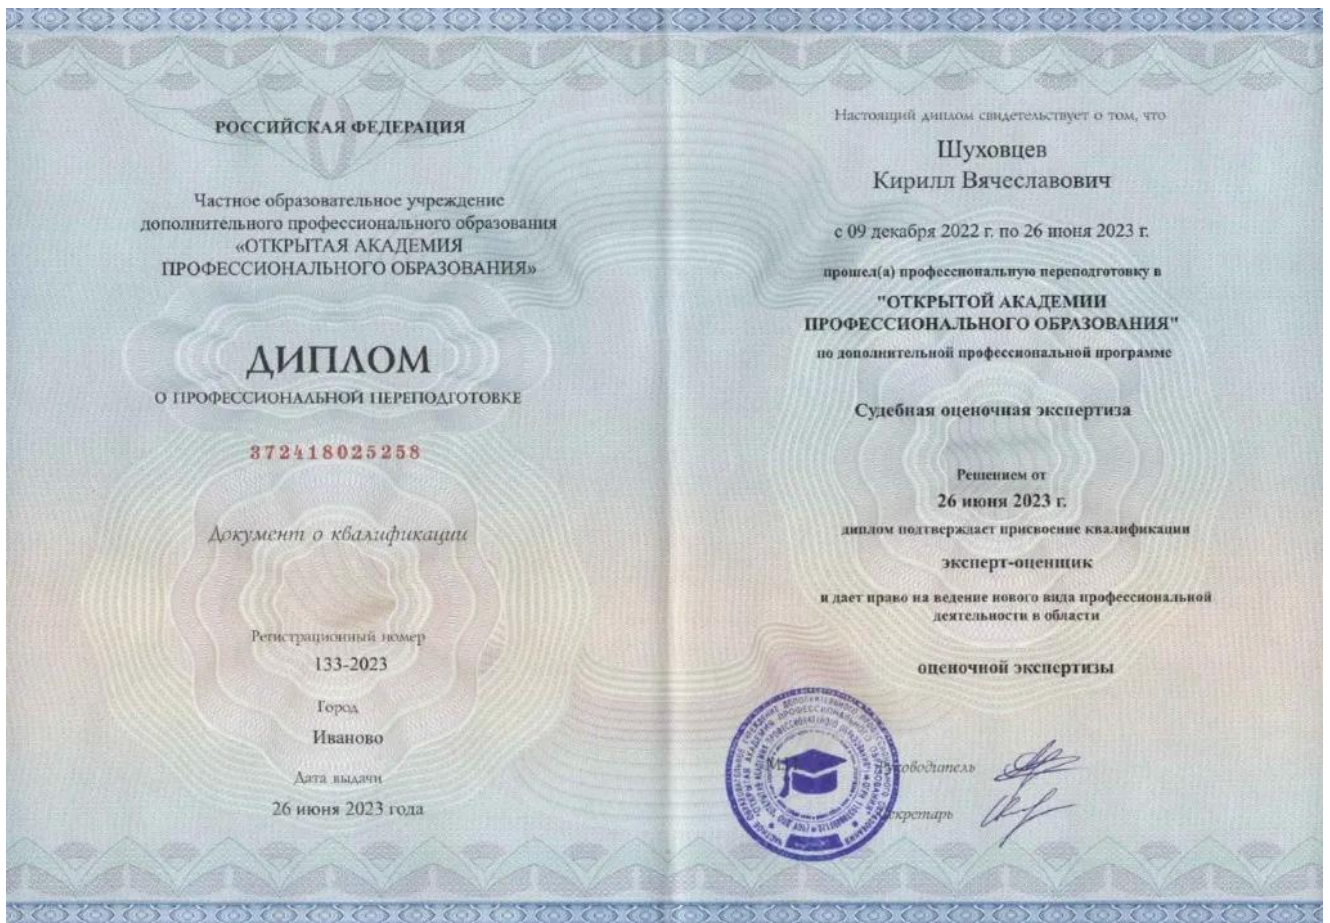 РОССИЙСКАЯ ФЕДЕРАЦИЯ
Частное образовательное учреждение
дополнительного профессионального образования
«ОТКРЫТАЯ АКАДЕМИЯ
ПРОФЕССИОНАЛЬНОГО ОБРАЗОВАНИЯ»
ДИПЛОМ
О ПРОФЕССИОНАЛЬНОЙ ПЕРЕПОДГОТОВКЕ
372418025258
Документ о квалификации
Регистрационный номер
133-2023
Город
Иваново
Дата выдачи
26 июня 2023 года
Настоящий диплом свидетельствует о том, что
Шуховцев
Кирилл Вячеславович
с 09 декабря 2022 г. по 26 июня 2023 г.
прошел(а) профессиональную переподготовку в
"ОТКРЫТОЙ АКАДЕМИИ
ПРОФЕССИОНАЛЬНОГО ОБРАЗОВАНИЯ"
по дополнительной профессиональной программе
Судебная оценочная экспертиза
Решением от
26 июня 2023 г.
диплом подтверждает присвоение квалификации
эксперт-оценщик
и дает право на ведение нового вида профессиональной
деятельности в области
оценочной экспертизы
Руководитель
Секретарь